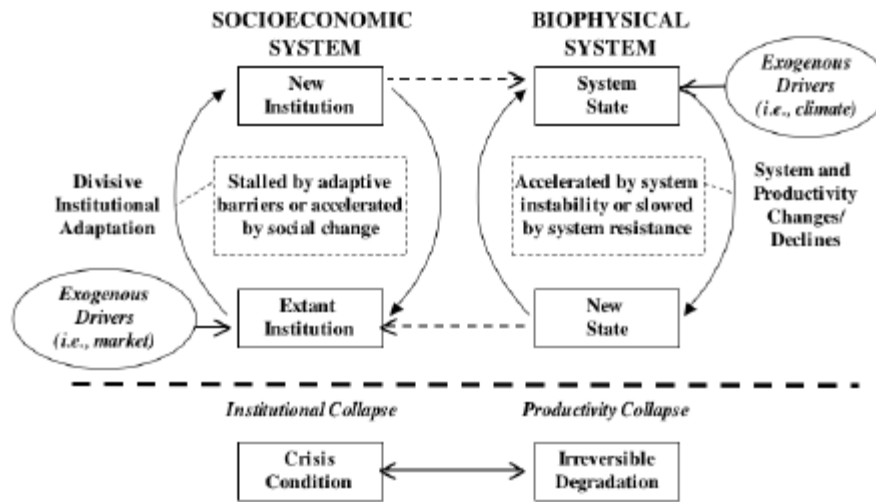 SOCIOECONOMIC
SYSTEM
BIOPHYSICAL
SYSTEM
New
Institution
System
State
Exogenous
Drivers
(i.e., climate)
Divisive
Institutional
Adaptation
Stalled by adaptive
barriers or accelerated
by social change
Accelerated by system
instability or slowed
by system resistance
System and
Productivity
Changes/
Declines
Exogenous
Drivers
(i.e., market)
Extant
Institution
New
State
Institutional Collapse
Productivity Collapse
Crisis
Condition
Irreversible
Degradation